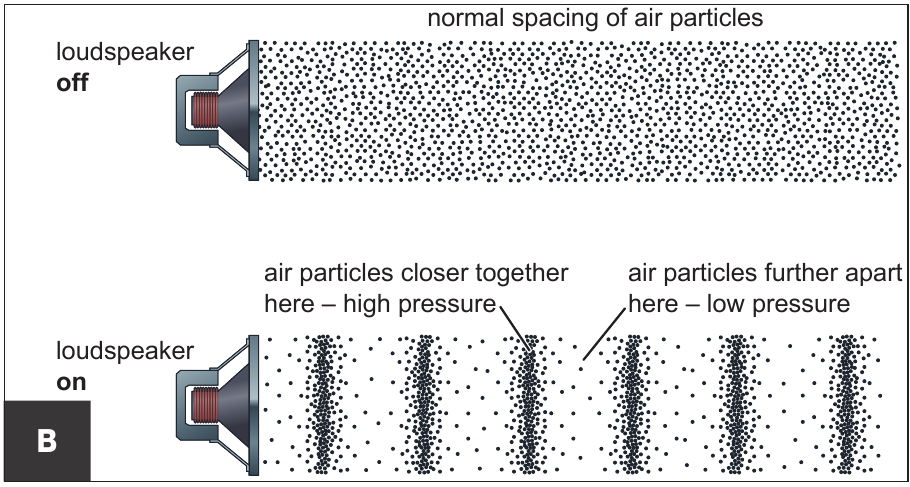 normal spacing of air particles
loudspeaker
off
air particles closer together
here – high pressure
air particles further apart
here – low pressure
loudspeaker
on
B